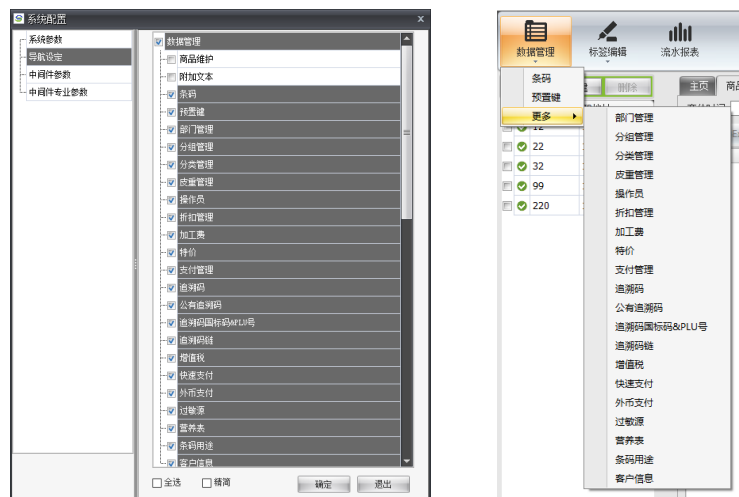 系统配置
x
系统参数
导航设定
中间件参数
中间件专业参数
数据管理
商品维护
附加文本
条码
预置键
部门管理
分组管理
分类管理
皮重管理
操作员
折扣管理
加工费
特价
支付管理
追溯码
公有追溯码
追溯码国标码&PLU号
追溯码链
增值税
快速支付
外币支付
过敏源
营养表
条码用途
客户信息
全选 精简 确定 退出
数据管理 标签编辑 流水报表
条码
预置键
更多
删除 主页 商品
12
22
32
99
220
部门管理
分组管理
分类管理
皮重管理
操作员
折扣管理
加工费
特价
支付管理
追溯码
公有追溯码
追溯码国标码&PLU号
追溯码链
增值税
快速支付
外币支付
过敏源
营养表
条码用途
客户信息